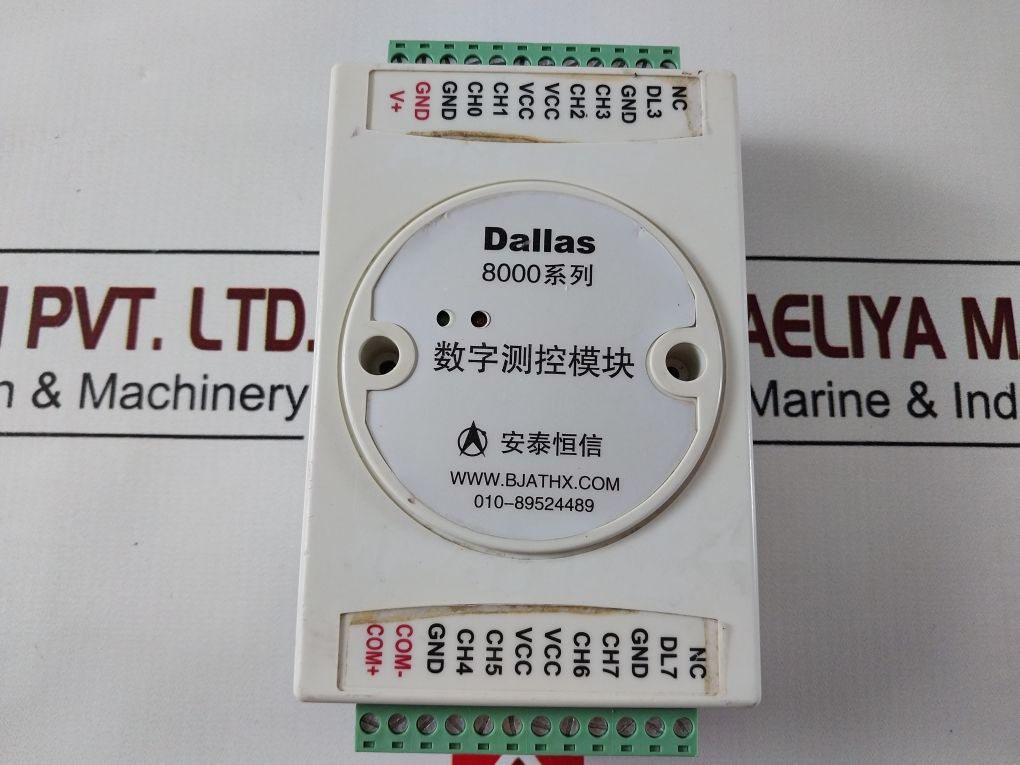 V+ GND GND CH0 CH1 VCC VCC CH2 CH3 GND DL3 NC
Dallas
8000系列
数字测控模块
安泰恒信
WWW.BJATHX.COM
010-89524489
COM+ COM- GND CH4 CH5 VCC VCC CH6 CH7 GND DL7 NC
PVT. LTD.
& Machinery
AELIYA
Marine & Ind